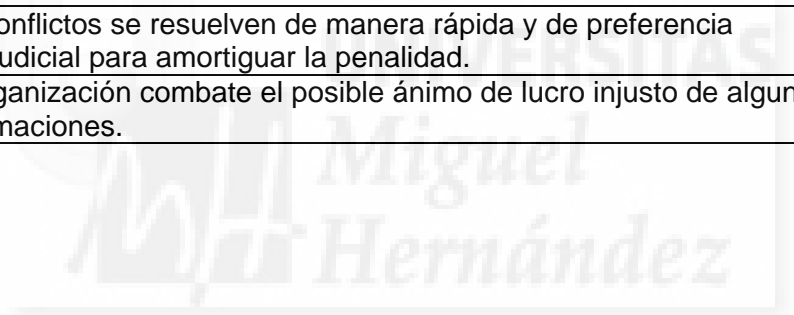 onflictos se resuelven de manera rápida y de preferencia
udicial para amortiguar la penalidad.
ganización combate el posible ánimo de lucro injusto de algun
maciones.
UNIVERSITAS
Miguel
Hernández